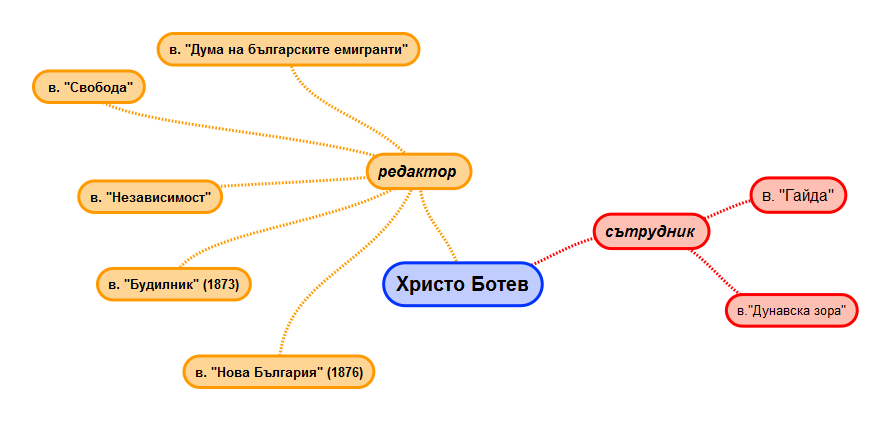 в. "Дума на българските емигранти"
в. "Свобода"
редактор
в. "Независимост"
в. "Гайда"
сътрудник
в. "Будилник" (1873)
Христо Ботев
в."Дунавска зора"
в. "Нова България" (1876)